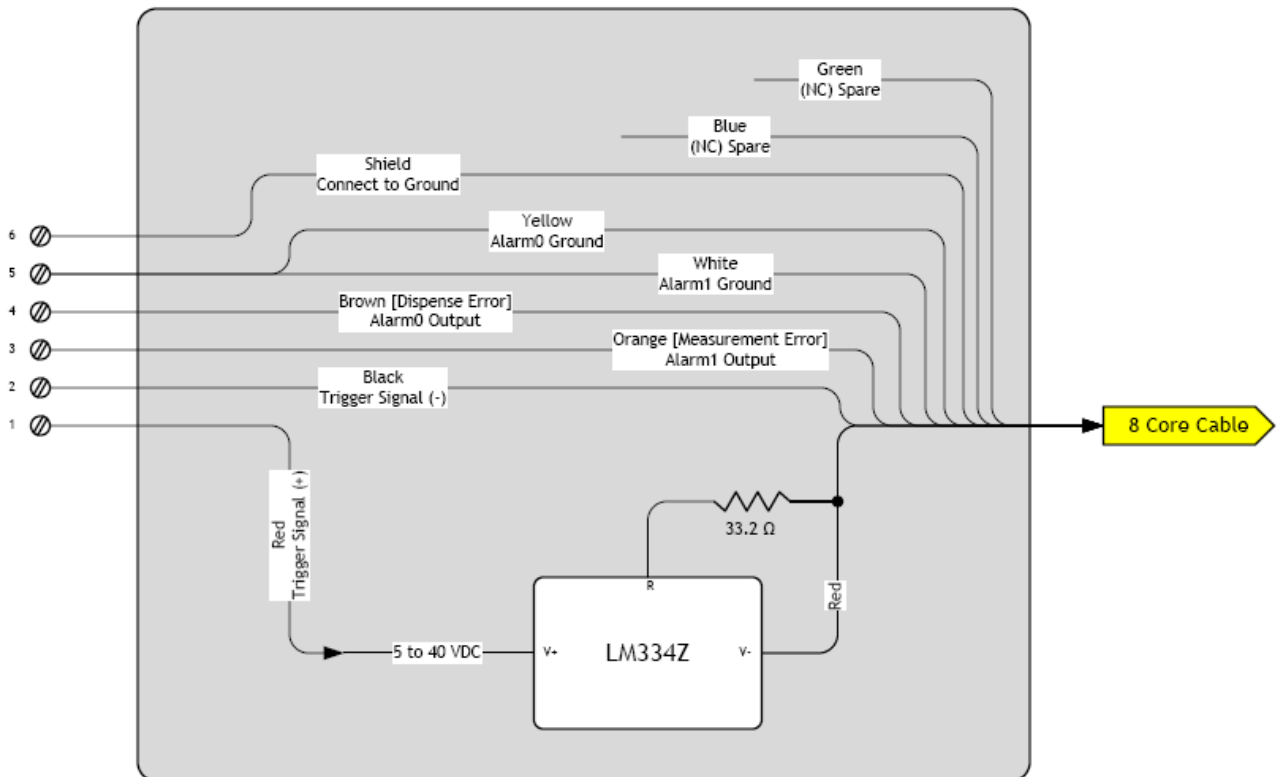 Green
(NC) Spare
Blue
(NC) Spare
Shield
Connect to Ground
Yellow
Alarm0 Ground
6
White
Alarm1 Ground
5
Brown [Dispense Error]
Alarm0 Output
4
Orange [Measurement Error]
Alarm1 Output
3
Black
Trigger Signal (-)
2
1
8 Core Cable
Red
Trigger Signal (+)
33.2 Ω
R
Red
5 to 40 VDC
V+
LM334Z
V-